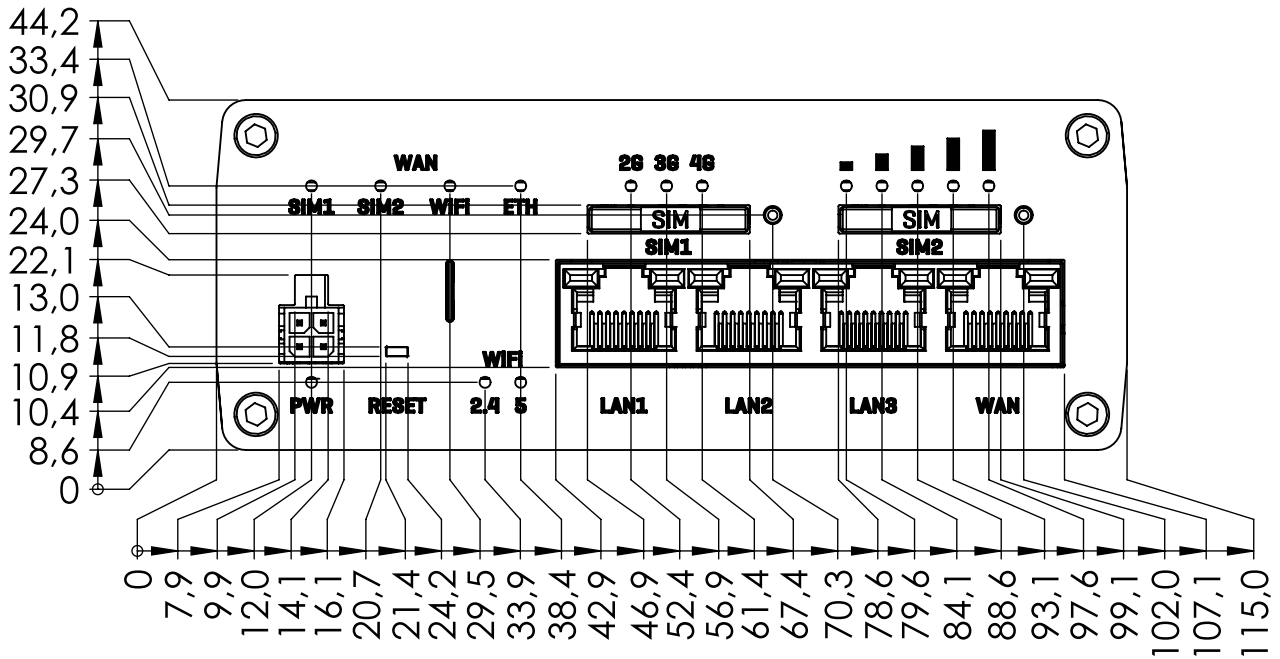 44,2
33,4
30,9
29,7
27,3
24,0
22,1
13,0
11,8
10,9
10,4
8,6
0
WAN
2G 3G 4G
SIM1 SIM2 WiFi ETH
SIM SIM
SIM1 SIM2
WiFi
PWR RESET 2.4 5 LAN1 LAN2 LAN3 WAN
0 7,9 9,9 12,0 14,1 16,1 20,7 21,4 24,2 29,5 33,9 38,4 42,9 46,9 52,4 56,9 61,4 67,4 70,3 78,6 79,6 84,1 88,6 93,1 97,6 99,1 102,0 107,1 115,0